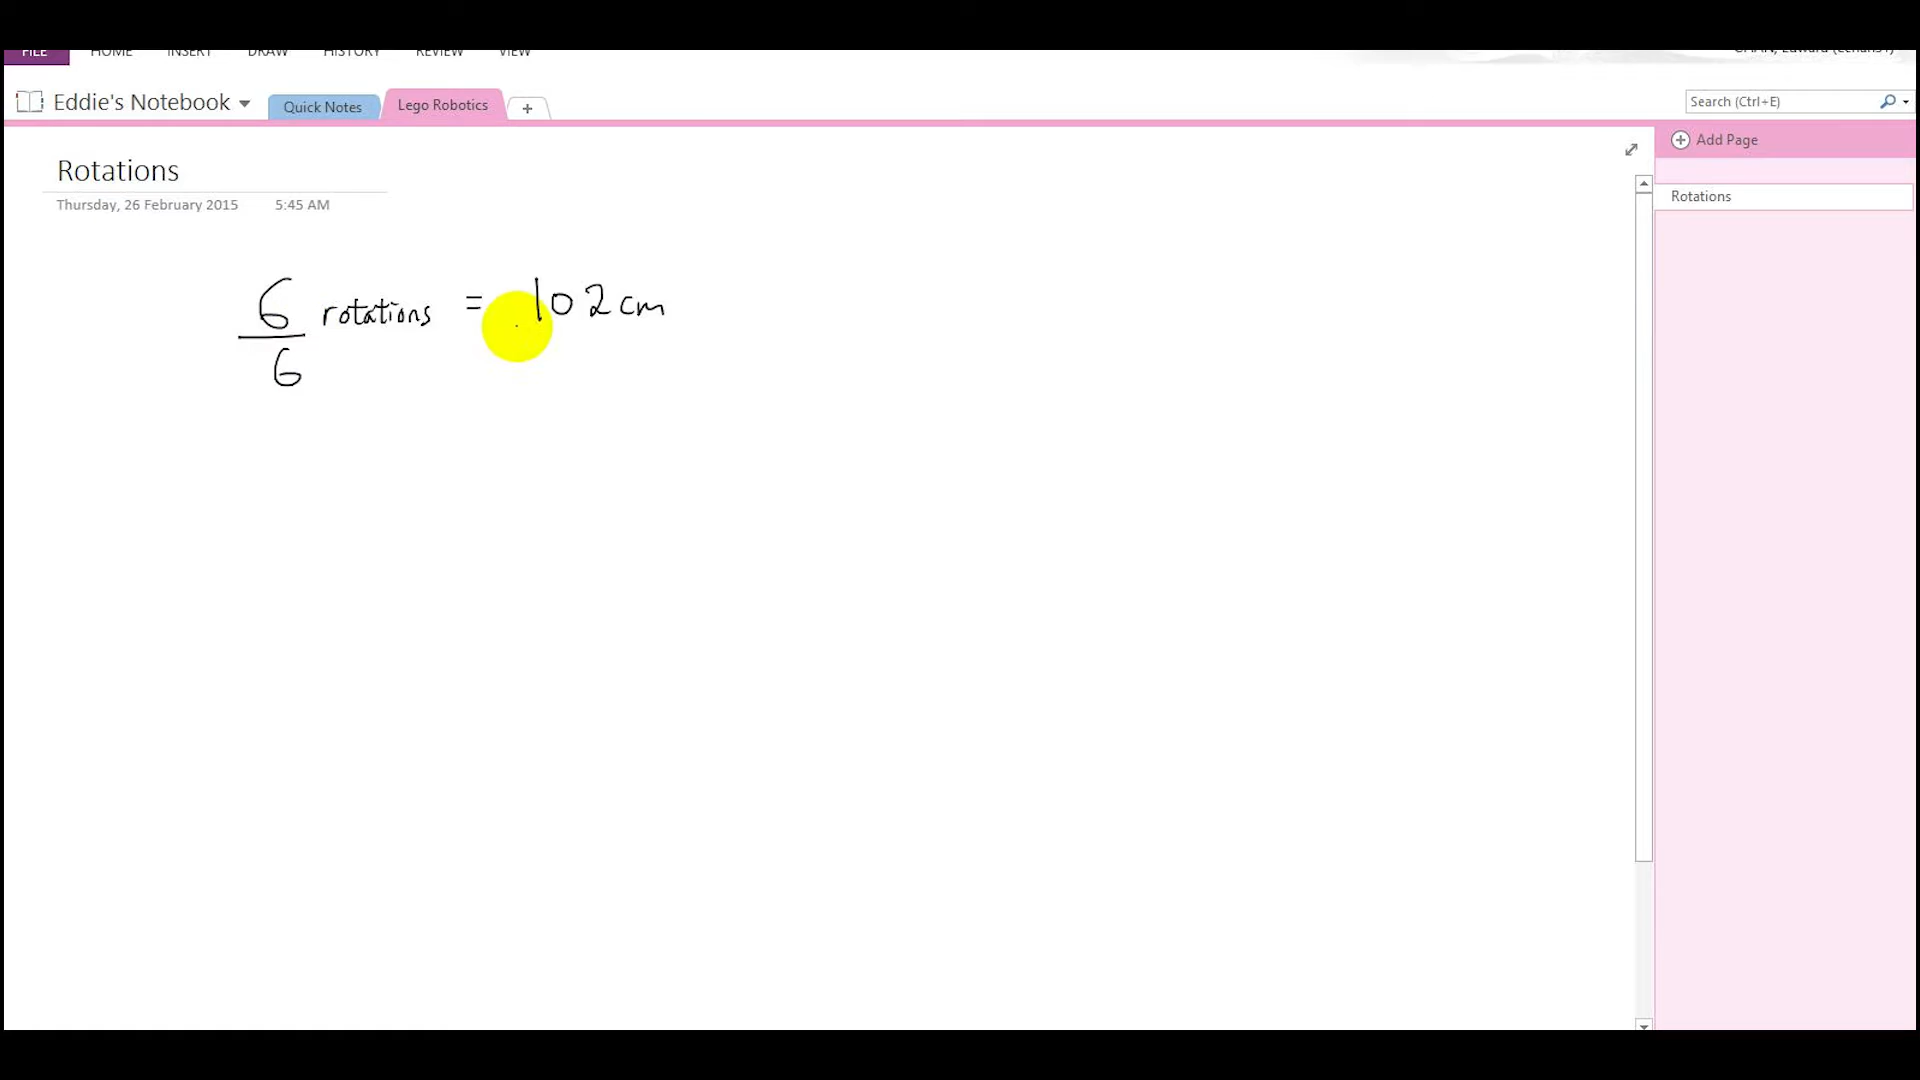 FILE HOME INSERT DRAW HISTORY REVIEW VIEW
Eddie's Notebook Quick Notes Lego Robotics + Search (Ctrl+E)
Add Page
Rotations
Rotations
Thursday, 26 February 2015 5:45 AM
6 rotations = 102 cm
6